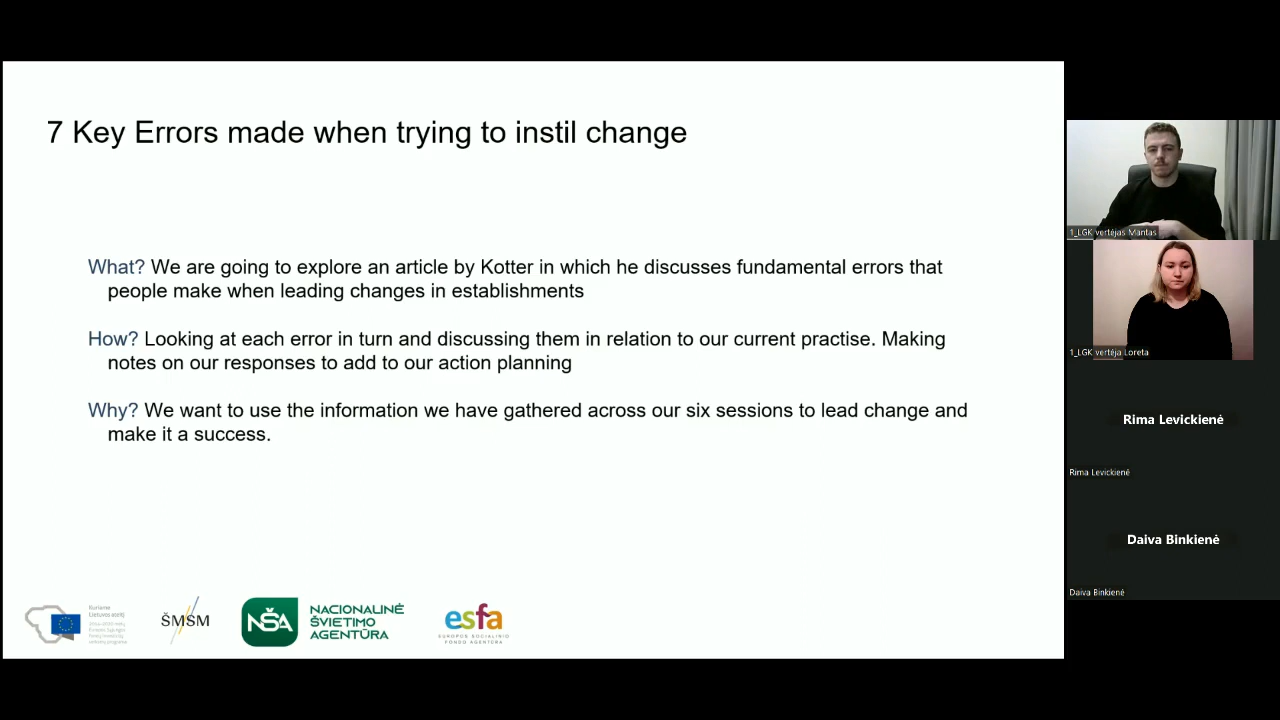 7 Key Errors made when trying to instil change
What? We are going to explore an article by Kotter in which he discusses fundamental errors that
people make when leading changes in establishments
How? Looking at each error in turn and discussing them in relation to our current practise. Making
notes on our responses to add to our action planning
Why? We want to use the information we have gathered across our six sessions to lead change and
make it a success.
Kuriame
Lietuvos ateitį
ŠMSM
NŠA
NACIONALINĖ
ŠVIETIMO
AGENTŪRA
esfa
EUROPOS SOCIALINIO
FONDO AGENTŪRA
1_LGK vertėjas Mantas
1_LGK vertėja Loreta
Rima Levickienė
Rima Levickienė
Daiva Binkienė
Daiva Binkienė